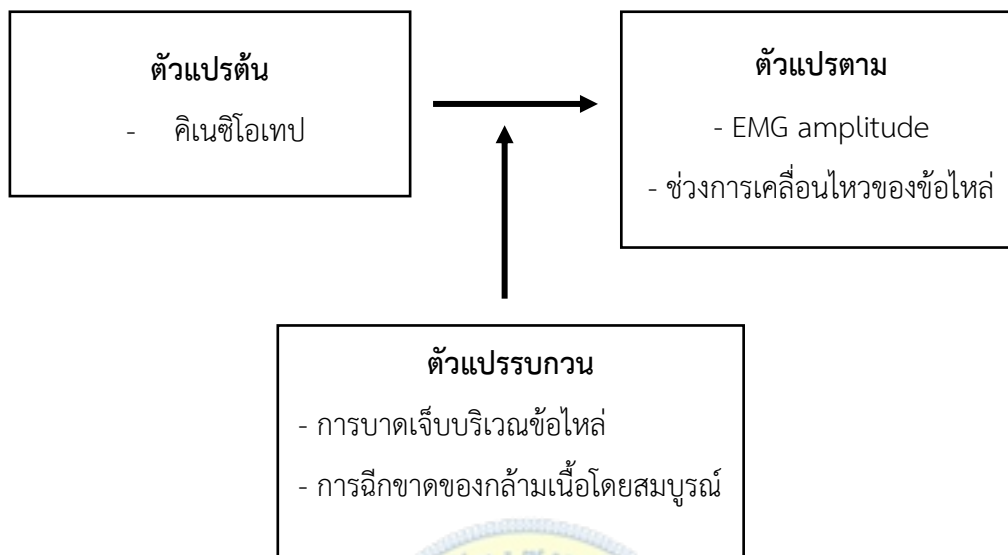 ตัวแปรต้น
- คิเนซิโอเทป
ตัวแปรตาม
- EMG amplitude
- ช่วงการเคลื่อนไหวของข้อไหล่
ตัวแปรรบกวน
- การบาดเจ็บบริเวณข้อไหล่
- การฉีกขาดของกล้ามเนื้อโดยสมบูรณ์